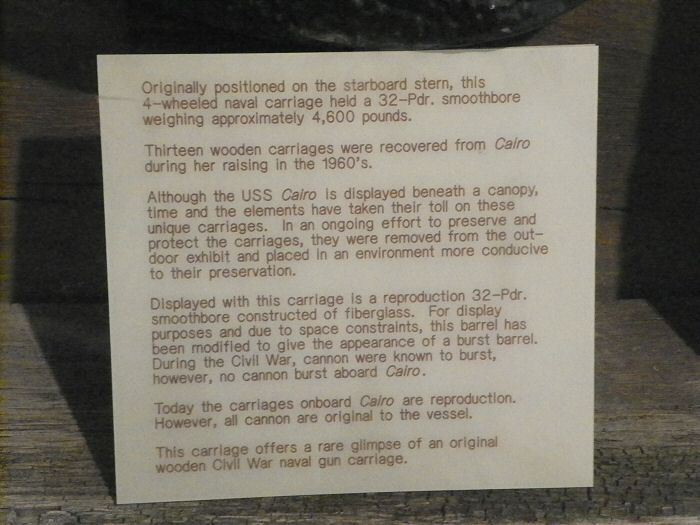 Originally positioned on the starboard stern, this
4-wheeled naval carriage held a 32-Pdr. smoothbore
weighing approximately 4,600 pounds.
Thirteen wooden carriages were recovered from Cairo
during her raising in the 1960's.
Although the USS Cairo is displayed beneath a canopy,
time and the elements have taken their toll on these
unique carriages. In an ongoing effort to preserve and
protect the carriages, they were removed from the out-
door exhibit and placed in an environment more conducive
to their preservation.
Displayed with this carriage is a reproduction 32-Pdr.
smoothbore constructed of fiberglass. For display
purposes and due to space constraints, this barrel has
been modified to give the appearance of a burst barrel.
During the Civil War, cannon were known to burst,
however, no cannon burst aboard Cairo.
Today the carriages onboard Cairo are reproduction.
However, all cannon are original to the vessel.
This carriage offers a rare glimpse of an original
wooden Civil War naval gun carriage.